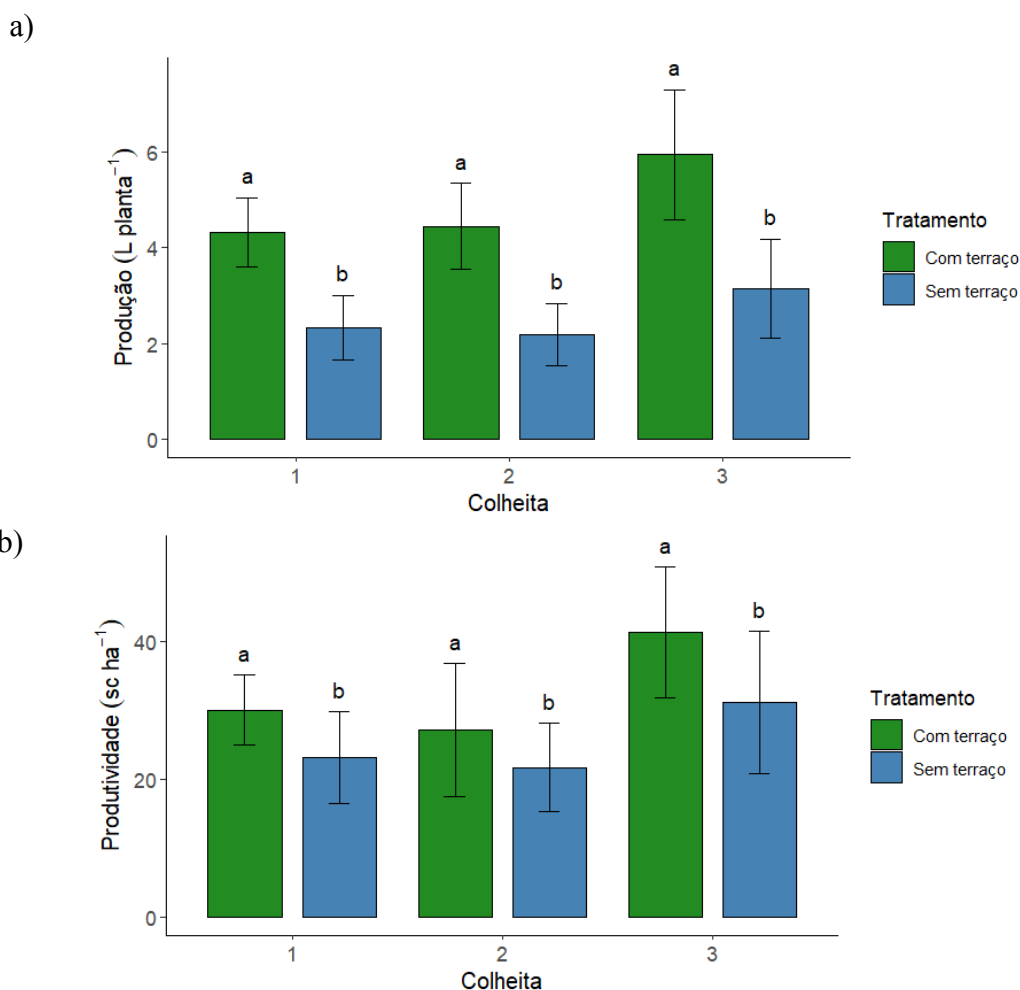 a)
Produção (L planta⁻¹)
6
4
2
0
a
b
a
b
a
b
1
2
3
Colheita
Tratamento
Com terraço
Sem terraço
b)
Produtividade (sc ha⁻¹)
40
20
0
a
b
a
b
a
b
1
2
3
Colheita
Tratamento
Com terraço
Sem terraço